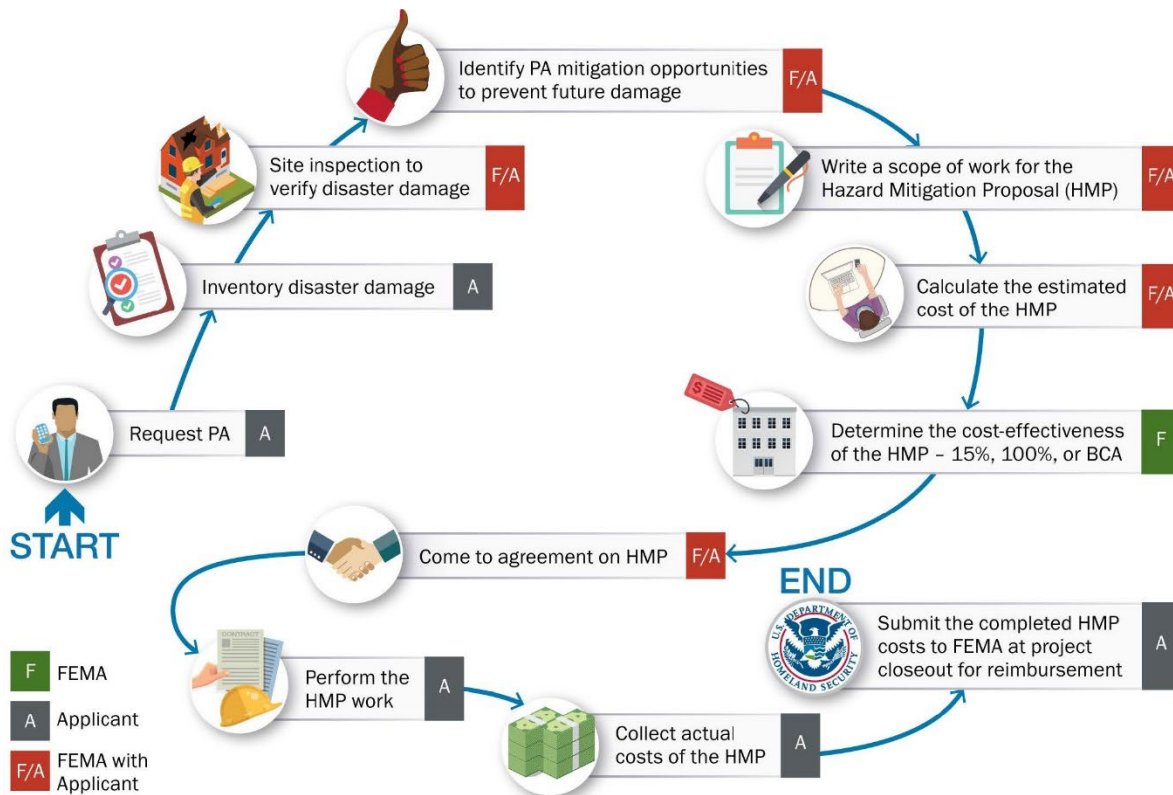 START
Request PA
A
Inventory disaster damage
A
Site inspection to
verify disaster damage
F/A
Identify PA mitigation opportunities
to prevent future damage
F/A
Write a scope of work for the
Hazard Mitigation Proposal (HMP)
F/A
Calculate the estimated
cost of the HMP
F/A
$
Determine the cost-effectiveness
of the HMP – 15%, 100%, or BCA
F
Come to agreement on HMP
F/A
CONTRACT
Perform the
HMP work
A
Collect actual
costs of the HMP
A
END
U.S. DEPARTMENT OF
HOMELAND SECURITY
Submit the completed HMP
costs to FEMA at project
closeout for reimbursement
A
F
FEMA
A
Applicant
F/A
FEMA with
Applicant